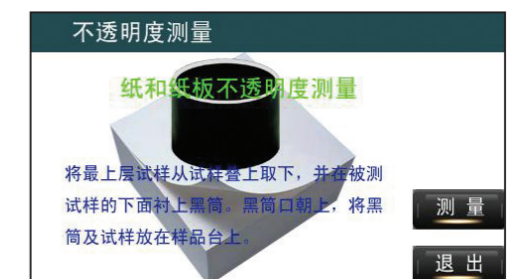 不透明度测量
纸和纸板不透明度测量
将最上层试样从试样叠上取下，并在被测
试样的下面衬上黑筒。黑筒口朝上，将黑
筒及试样放在样品台上。
测 量
退 出